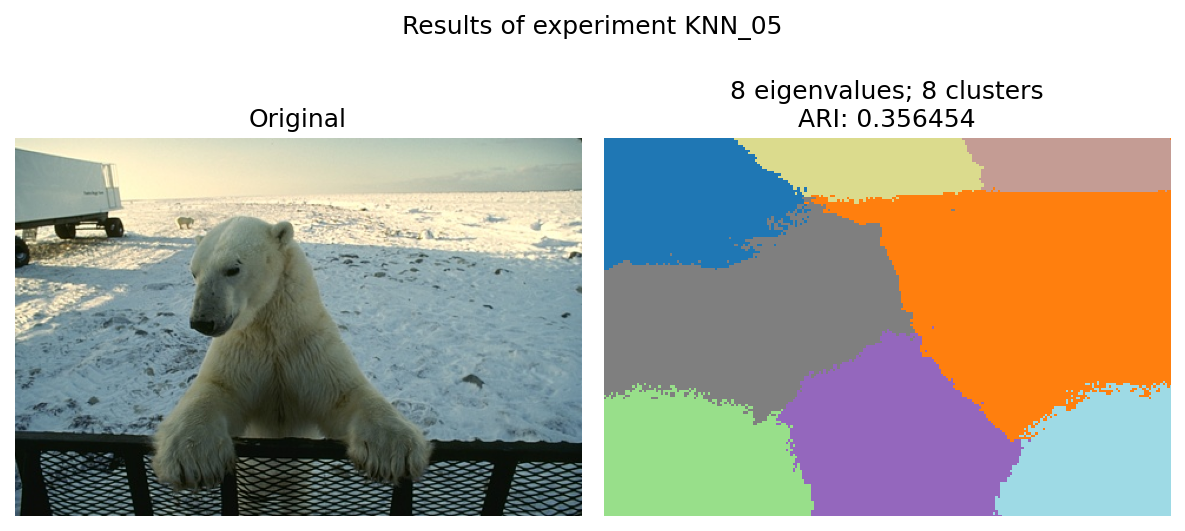 Results of experiment KNN_05
Original
8 eigenvalues; 8 clusters
ARI: 0.356454